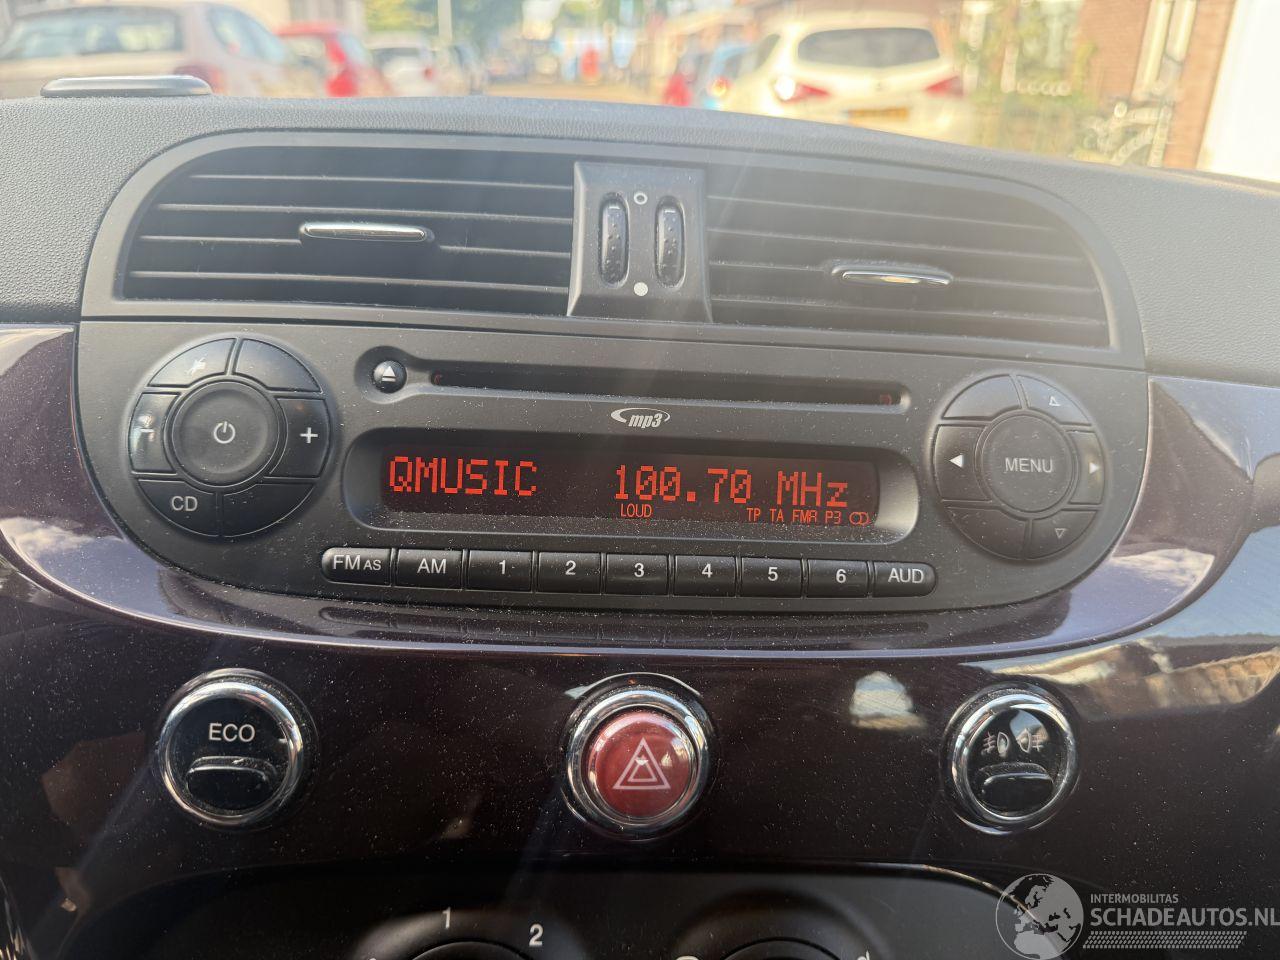 mp3
QMUSIC 100.70 MHz
LOUD TP TA FMR P3
CD
MENU
FM AS AM 1 2 3 4 5 6 AUD
ECO
1 2
INTERMOBILITAS
SCHADEAUTOS.NL